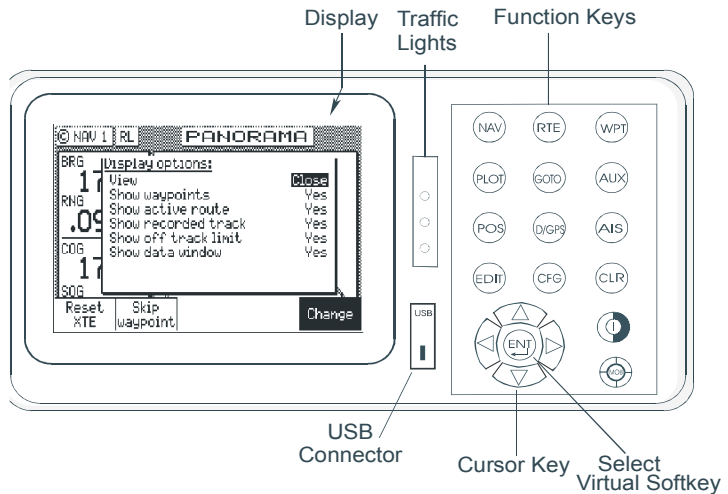 Display
Traffic
Lights
Function Keys
© NAV 1 RL PANORAMA
BRG
17
RNG
.09
COG
17
SOG
Display options:
View Close
Show waypoints Yes
Show active route Yes
Show recorded track Yes
Show off track limit Yes
Show data window Yes
Reset
XTE
Skip
waypoint
Change
USB
NAV RTE WPT
PLOT GOTO AUX
POS D/GPS AIS
EDIT CFG CLR
ENT
MOB
USB
Connector
Cursor Key
Select
Virtual Softkey